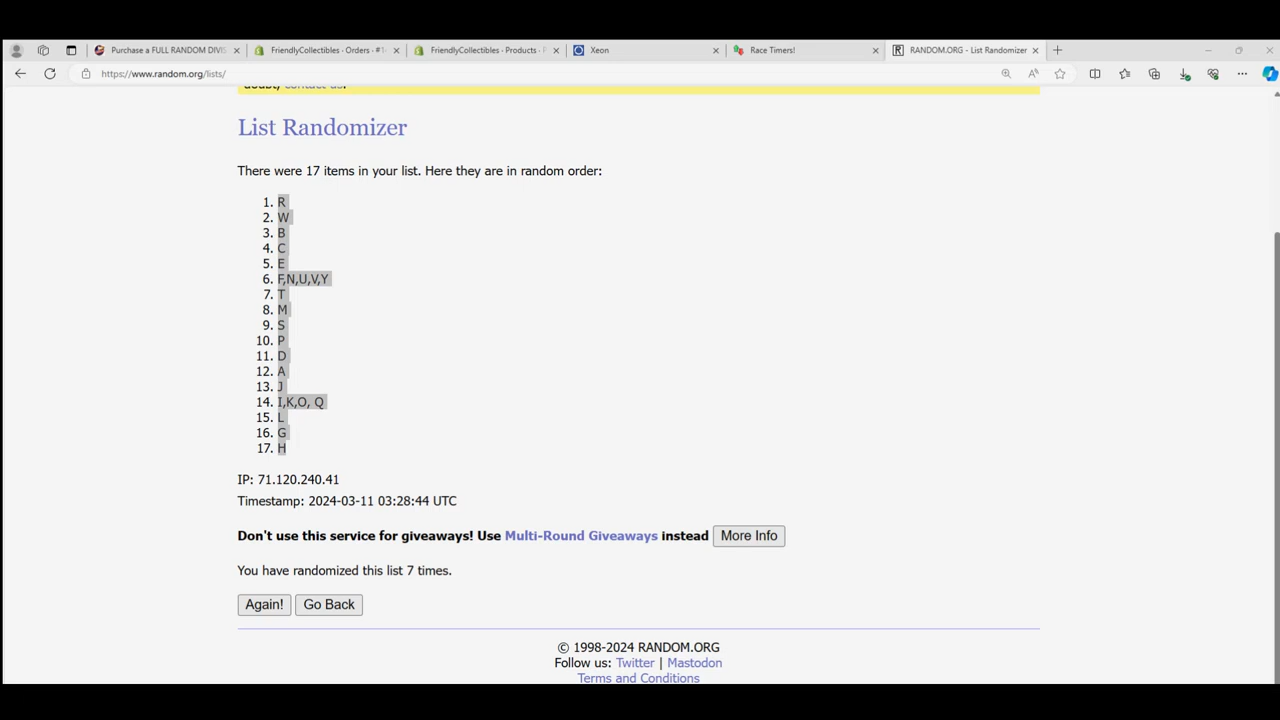 Purchase a FULL RANDOM DIVIS
FriendlyCollectibles · Orders · #1
FriendlyCollectibles · Products · P
Xeon
Race Timers!
RANDOM.ORG - List Randomizer
https://www.random.org/lists/
doubt, contact us.
List Randomizer
There were 17 items in your list. Here they are in random order:
1. R
2. W
3. B
4. C
5. E
6. F,N,U,V,Y
7. T
8. M
9. S
10. P
11. D
12. A
13. J
14. I,K,O, Q
15. L
16. G
17. H
IP: 71.120.240.41
Timestamp: 2024-03-11 03:28:44 UTC
Don't use this service for giveaways! Use Multi-Round Giveaways instead More Info
You have randomized this list 7 times.
Again! Go Back
© 1998-2024 RANDOM.ORG
Follow us: Twitter | Mastodon
Terms and Conditions